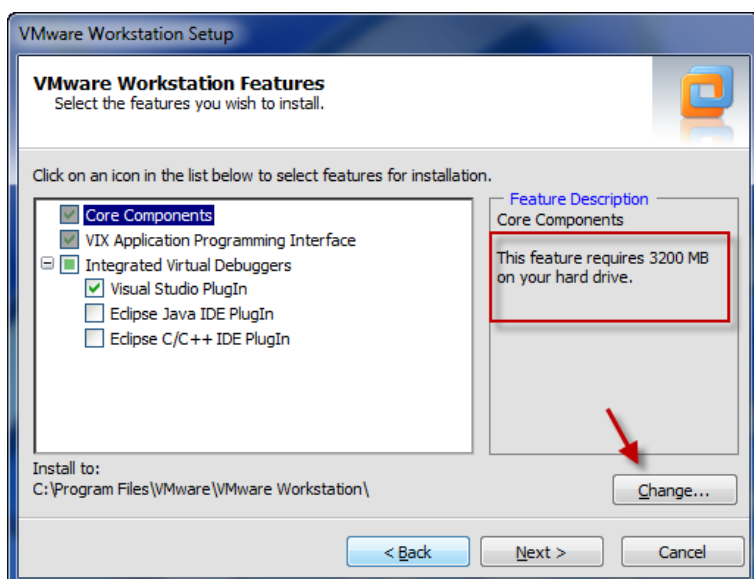 VMware Workstation Setup
VMware Workstation Features
Select the features you wish to install.
Click on an icon in the list below to select features for installation.
Core Components
VIX Application Programming Interface
Integrated Virtual Debuggers
Visual Studio PlugIn
Eclipse Java IDE PlugIn
Eclipse C/C++ IDE PlugIn
Feature Description
Core Components
This feature requires 3200 MB
on your hard drive.
Install to:
C:\Program Files\VMware\VMware Workstation\
Change...
< Back
Next >
Cancel